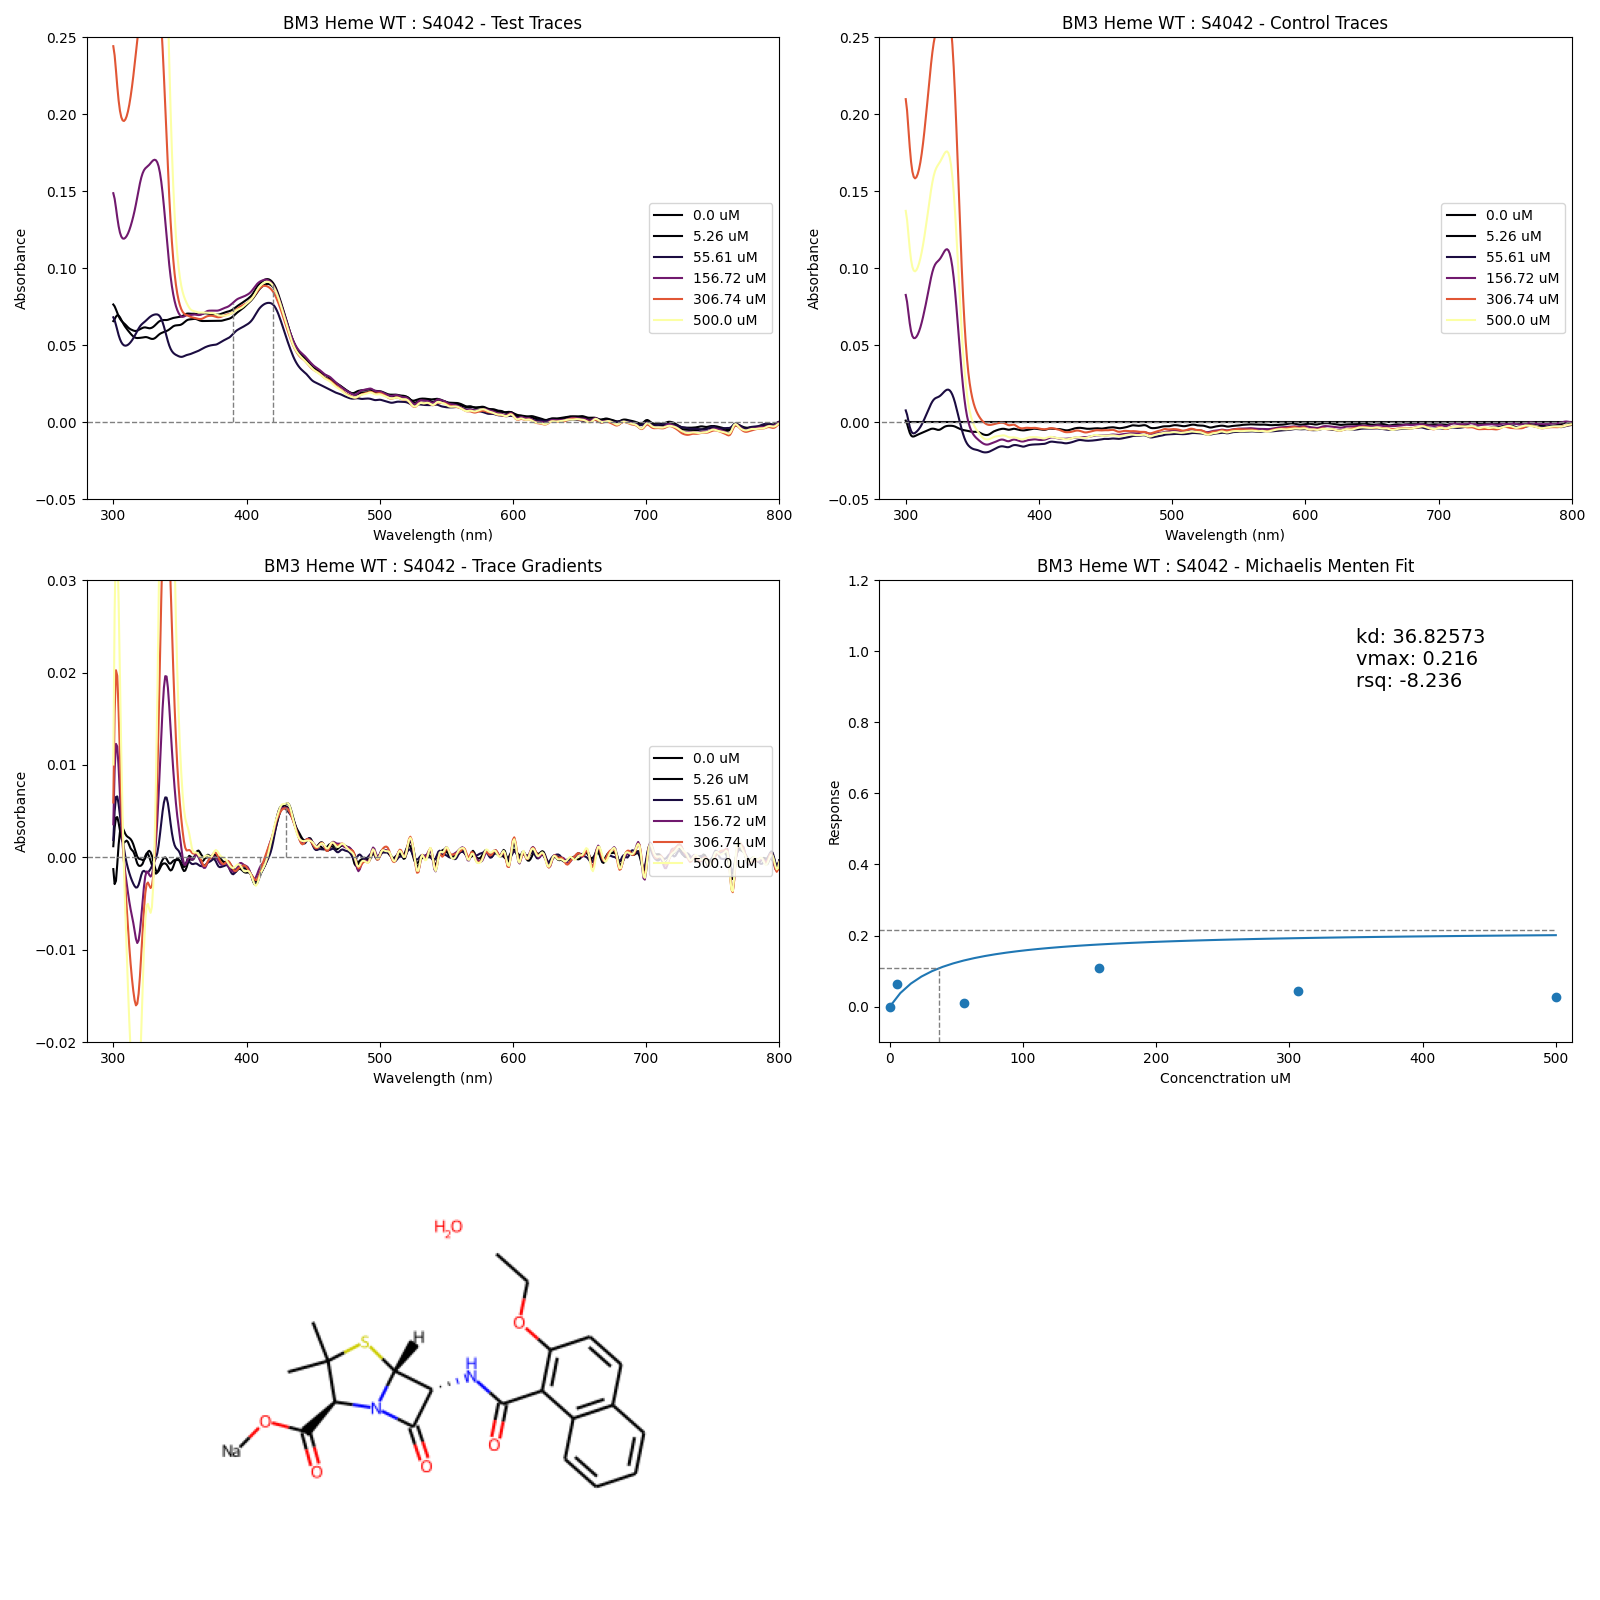 BM3 Heme WT : S4042 - Test Traces
0.25
0.20
0.15
0.10
0.05
0.00
−0.05
Absorbance
300 400 500 600 700 800
Wavelength (nm)
0.0 uM
5.26 uM
55.61 uM
156.72 uM
306.74 uM
500.0 uM
BM3 Heme WT : S4042 - Control Traces
0.25
0.20
0.15
0.10
0.05
0.00
−0.05
Absorbance
300 400 500 600 700 800
Wavelength (nm)
0.0 uM
5.26 uM
55.61 uM
156.72 uM
306.74 uM
500.0 uM
BM3 Heme WT : S4042 - Trace Gradients
0.03
0.02
0.01
0.00
−0.01
−0.02
Absorbance
300 400 500 600 700 800
Wavelength (nm)
0.0 uM
5.26 uM
55.61 uM
156.72 uM
306.74 uM
500.0 uM
BM3 Heme WT : S4042 - Michaelis Menten Fit
1.2
1.0
0.8
0.6
0.4
0.2
0.0
Response
0 100 200 300 400 500
Concenctration uM
kd: 36.82573
vmax: 0.216
rsq: -8.236
H2O
O
S
H
H
N
N
O
Na
O
O
O